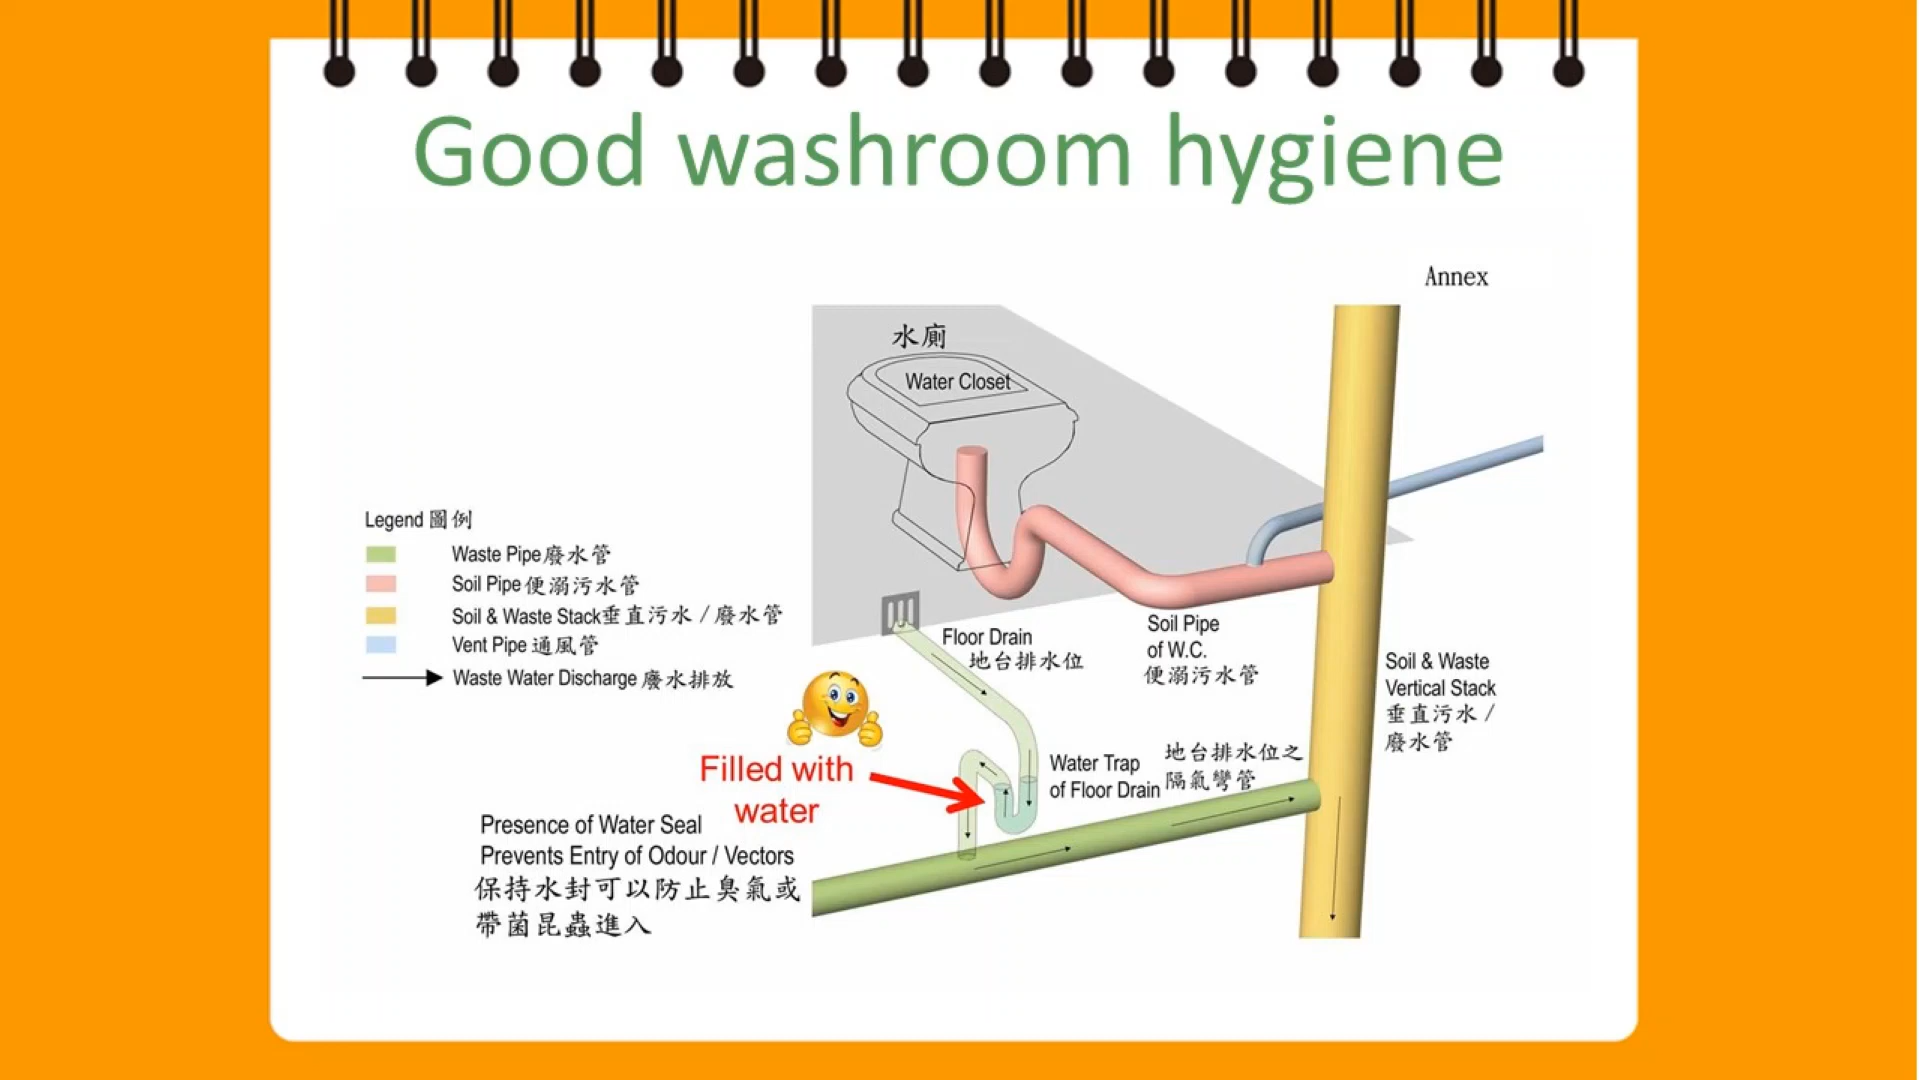 Good washroom hygiene
Annex
水廁
Water Closet
Legend 圖例
Waste Pipe 廢水管
Soil Pipe 便溺污水管
Soil & Waste Stack 垂直污水 / 廢水管
Vent Pipe 通風管
Waste Water Discharge 廢水排放
Floor Drain
地台排水位
Soil Pipe
of W.C.
便溺污水管
Soil & Waste
Vertical Stack
垂直污水 /
廢水管
Filled with
water
Water Trap
of Floor Drain
地台排水位之
隔氣彎管
Presence of Water Seal
Prevents Entry of Odour / Vectors
保持水封可以防止臭氣或
帶菌昆蟲進入